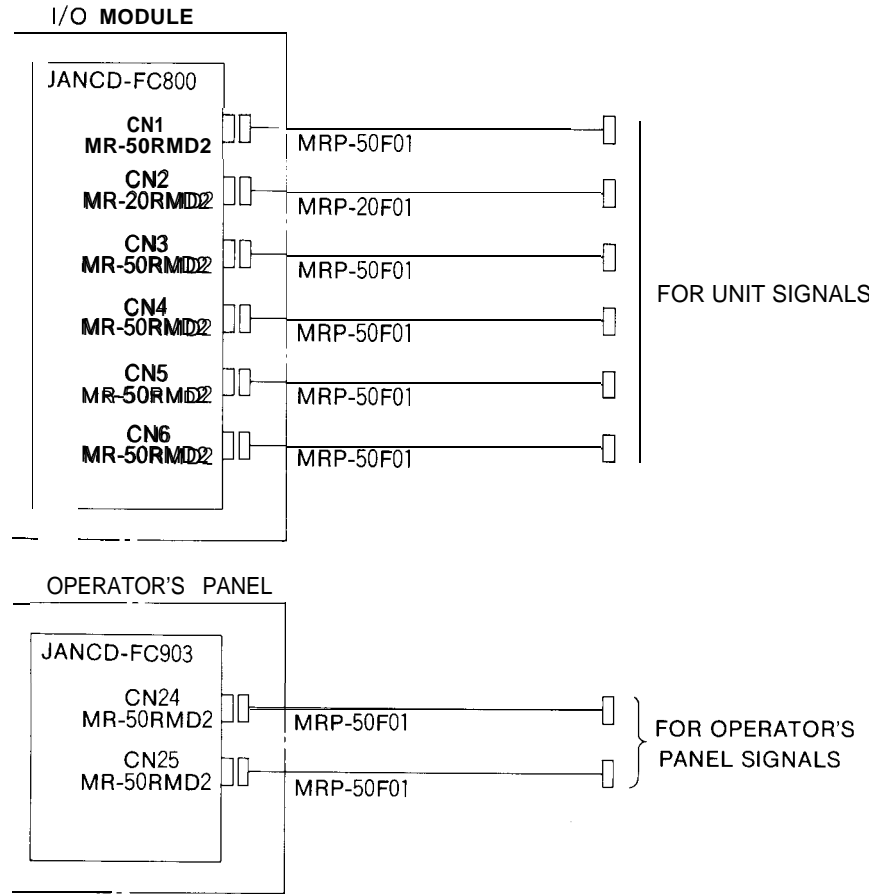 I/O MODULE
JANCD-FC800
CN1
MR-50RMD2
MRP-50F01
CN2
MR-20RMD2
MRP-20F01
CN3
MR-50RMD2
MRP-50F01
CN4
MR-50RMD2
MRP-50F01
CN5
MR-50RMD2
MRP-50F01
CN6
MR-50RMD2
MRP-50F01
FOR UNIT SIGNALS
OPERATOR'S PANEL
JANCD-FC903
CN24
MR-50RMD2
MRP-50F01
CN25
MR-50RMD2
MRP-50F01
FOR OPERATOR'S
PANEL SIGNALS